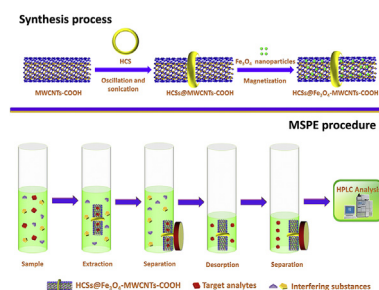 Synthesis process
HCS
Oscillation and
sonication
Fe₃O₄ nanoparticles
Magnetization
MWCNTs-COOH
HCSs@MWCNTs-COOH
HCSs@Fe₃O₄-MWCNTs-COOH
MSPE procedure
HPLC Analysis
Sample
Extraction
Separation
Desorption
Separation
HCSs@Fe₃O₄-MWCNTs-COOH
Target analytes
Interfering substances